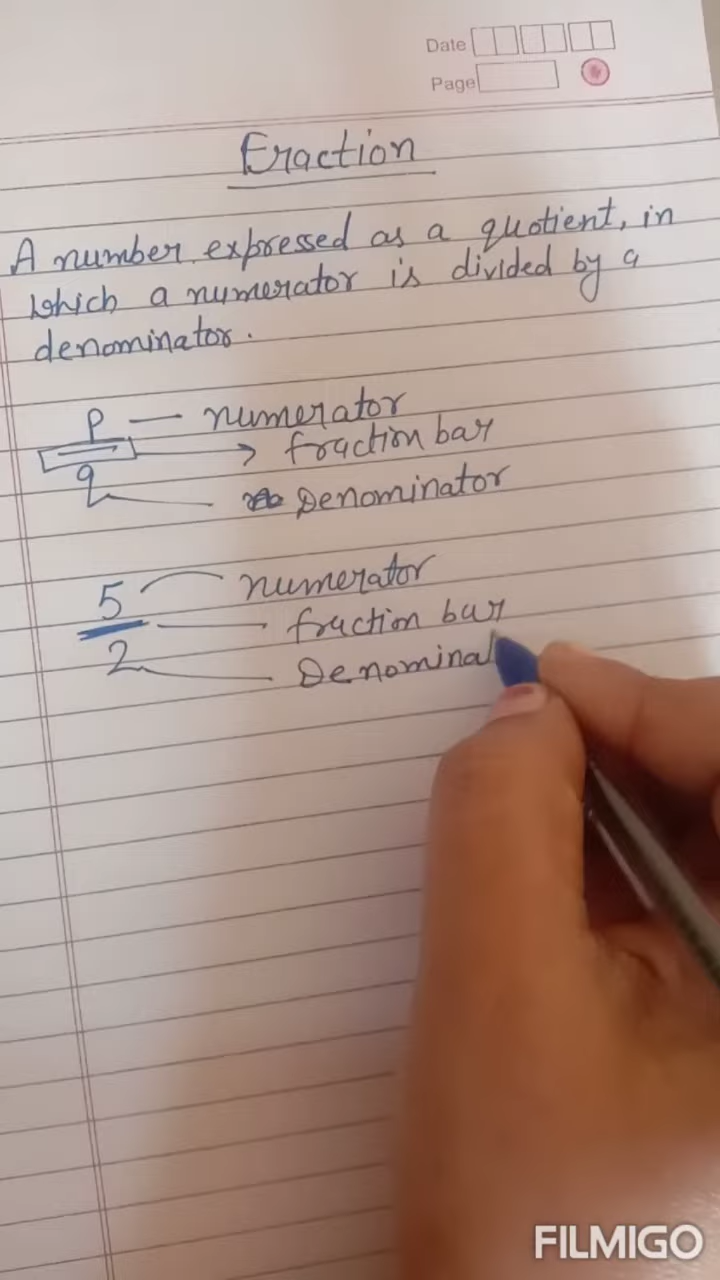 Date
Page
Fraction
A number expressed as a quotient, in
which a numerator is divided by a
denominator.
p — numerator
fraction bar
q Denominator
5 numerator
fraction bar
2 Denominat
FILMIGO